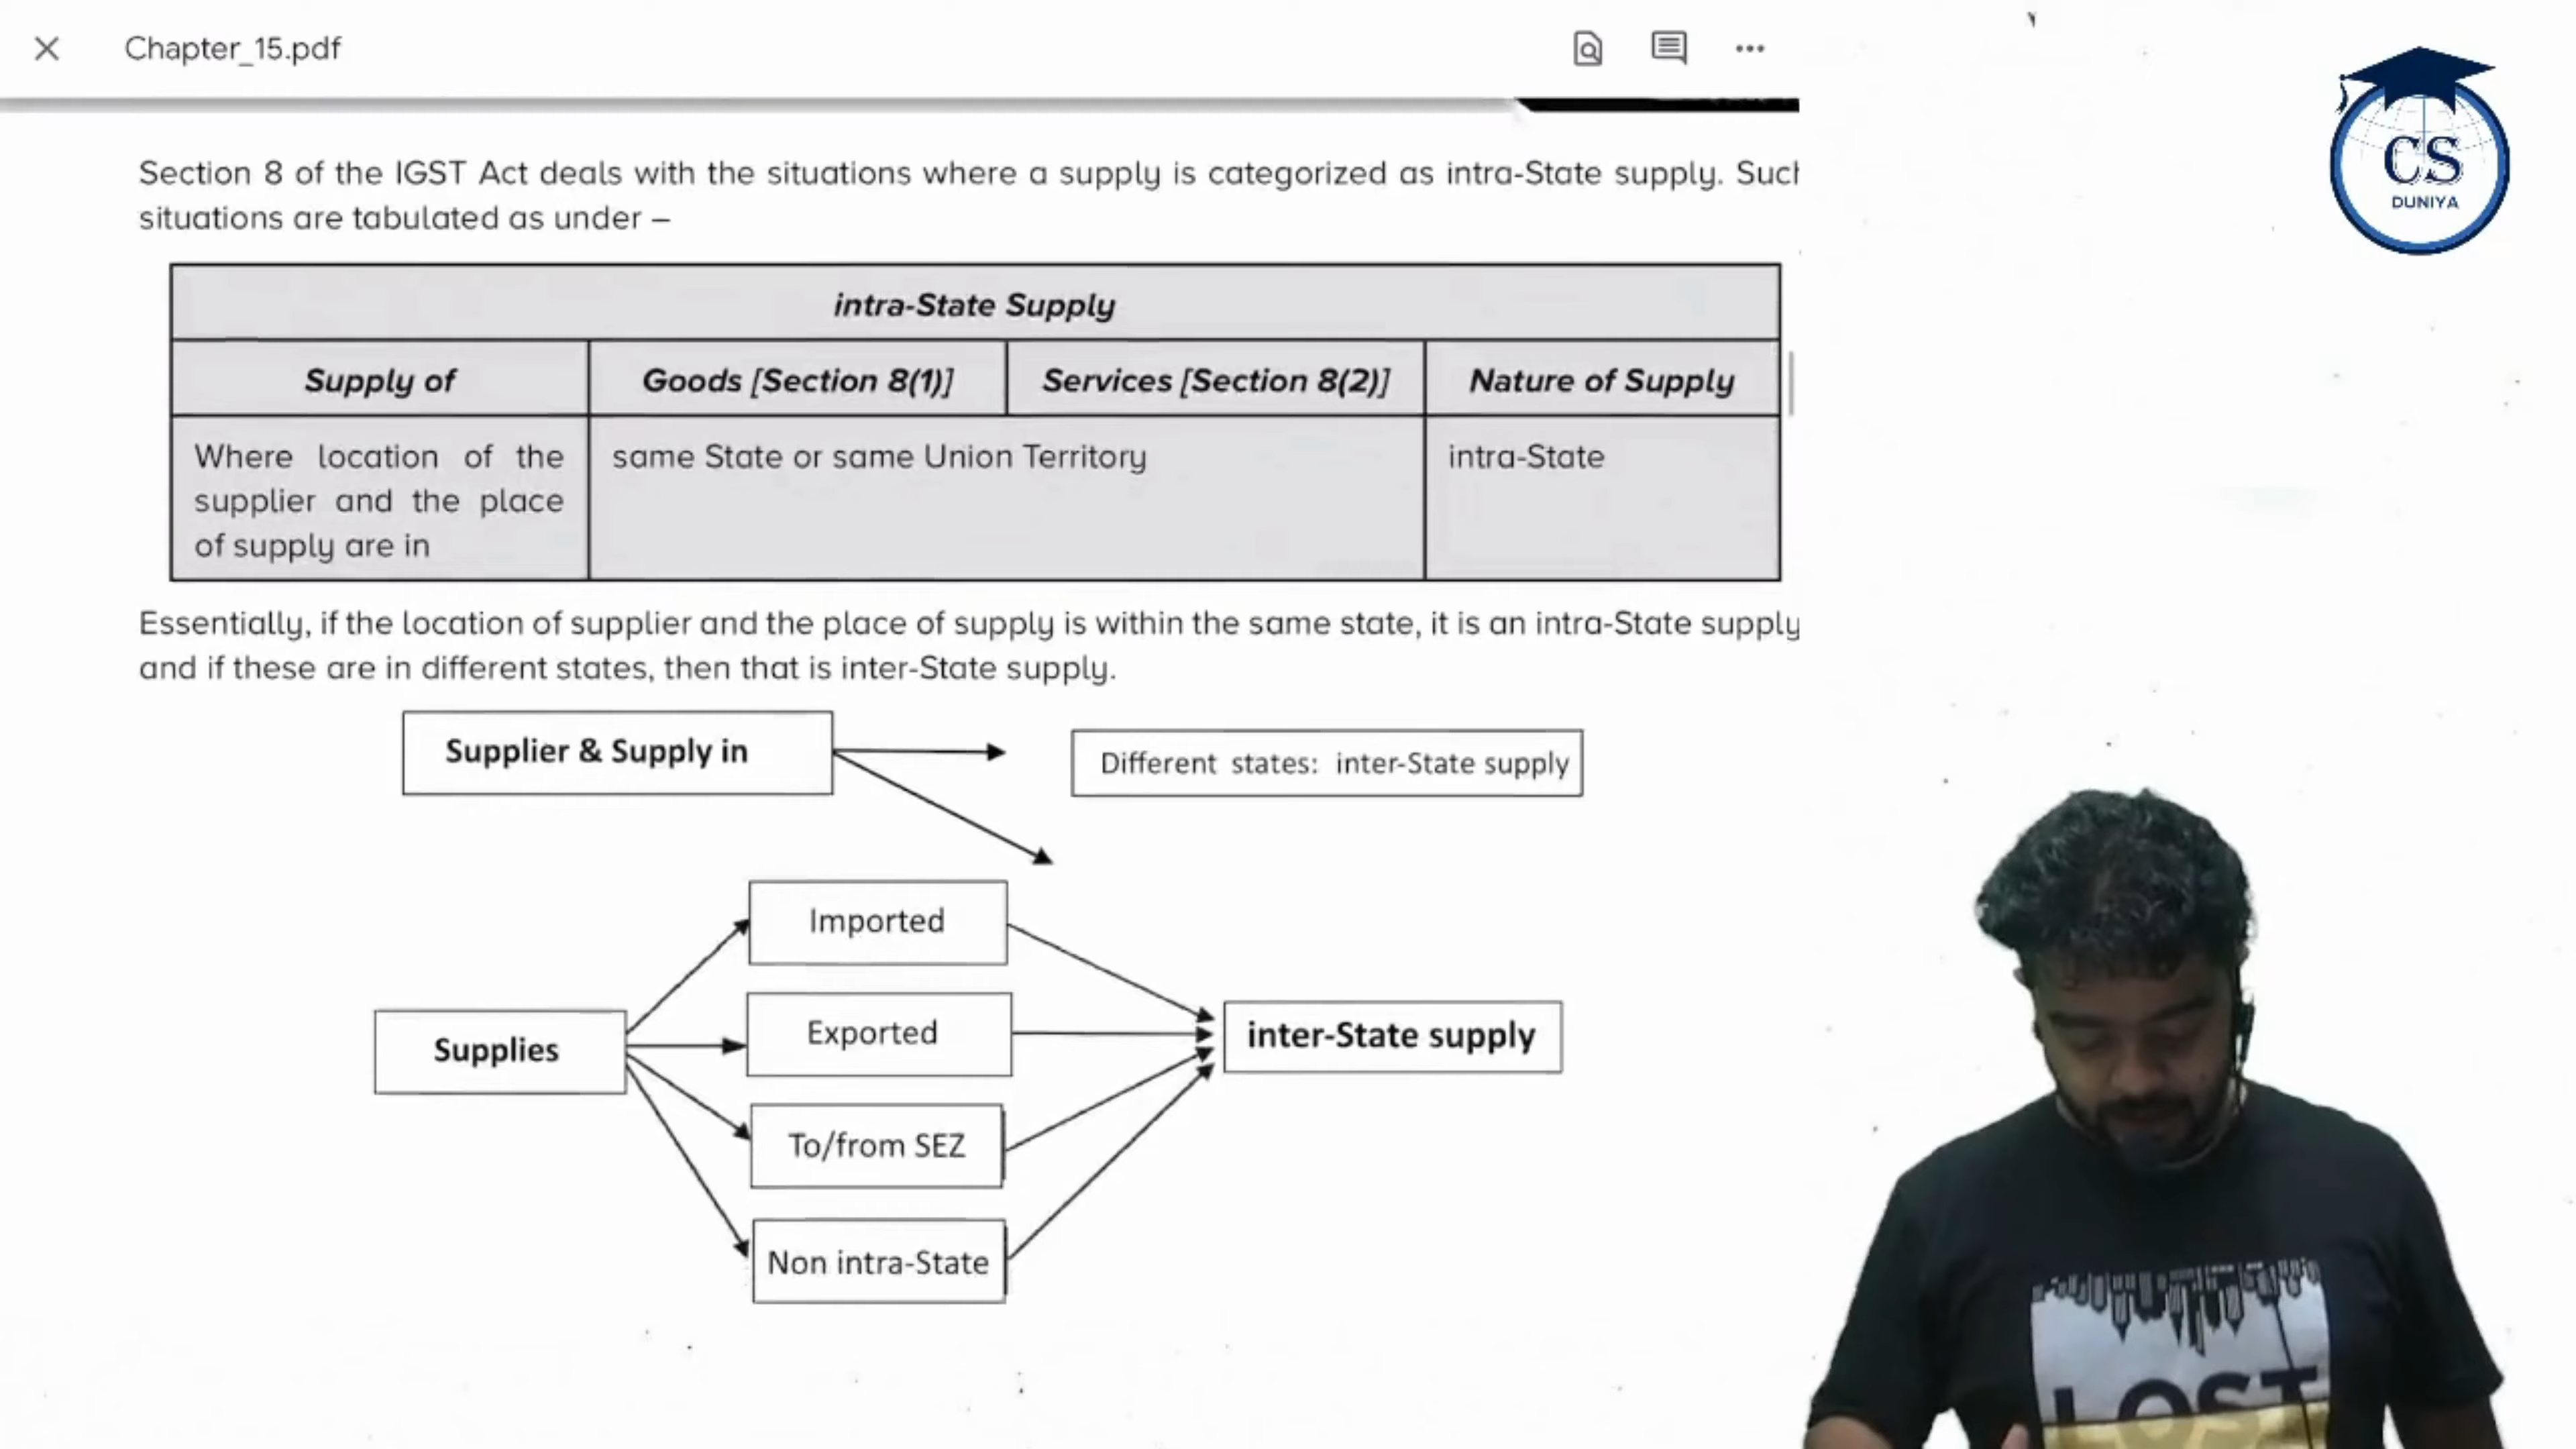 Chapter_15.pdf
CS
DUNIYA
Section 8 of the IGST Act deals with the situations where a supply is categorized as intra-State supply. Such
situations are tabulated as under –
intra-State Supply
Supply of
Goods [Section 8(1)]
Services [Section 8(2)]
Nature of Supply
Where location of the
supplier and the place
of supply are in
same State or same Union Territory
intra-State
Essentially, if the location of supplier and the place of supply is within the same state, it is an intra-State supply
and if these are in different states, then that is inter-State supply.
Supplier & Supply in
Different states: inter-State supply
Supplies
Imported
Exported
To/from SEZ
Non intra-State
inter-State supply
LOST